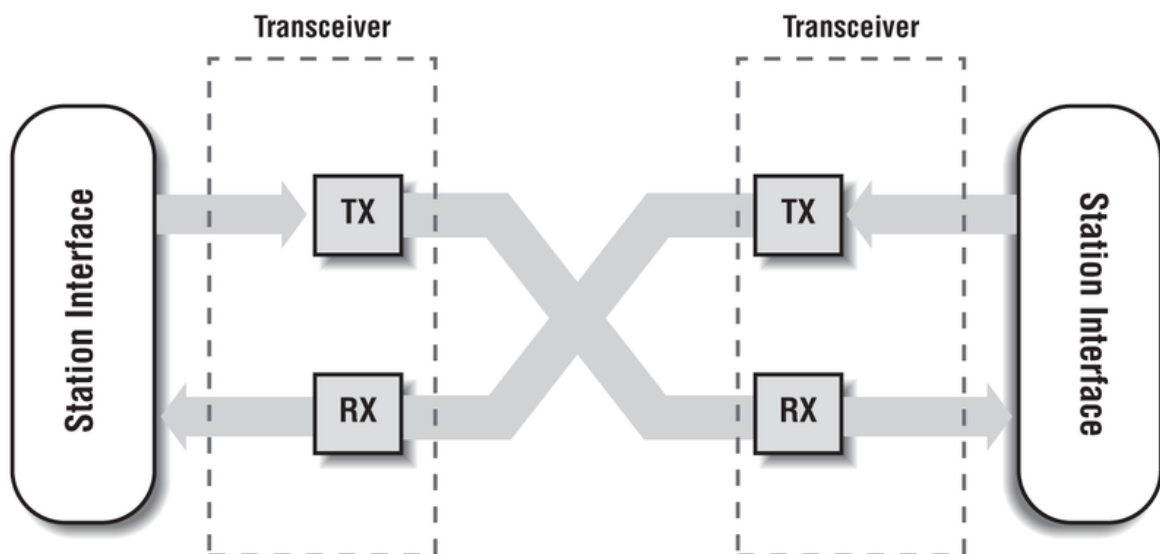 Transceiver
Transceiver
Station Interface
TX
TX
Station Interface
RX
RX